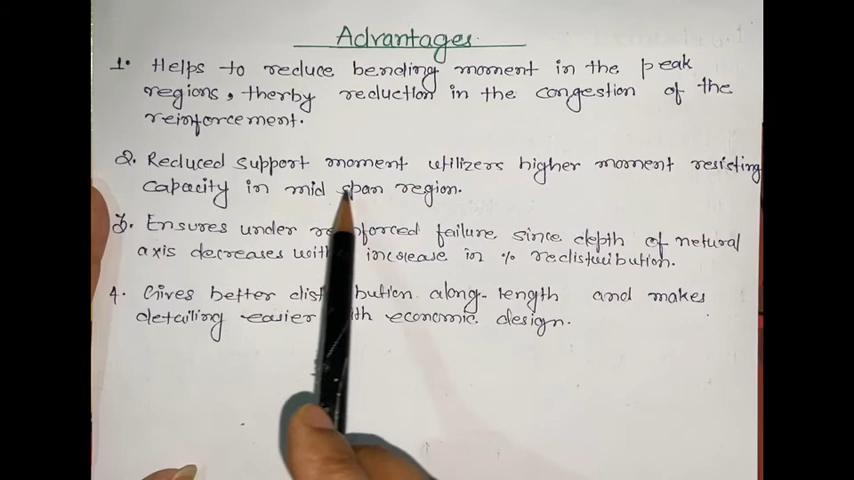 Advantages
1. Helps to reduce bending moment in the peak
regions, therby reduction in the congestion of the
reinforcement.
2. Reduced support moment utilizers higher moment resisting
capacity in mid span region.
3. Ensures under reinforced failure since depth of netural
axis decreases with increase in % redistribution.
4. Gives better distribution along-length and makes
detailing easier with economic design.